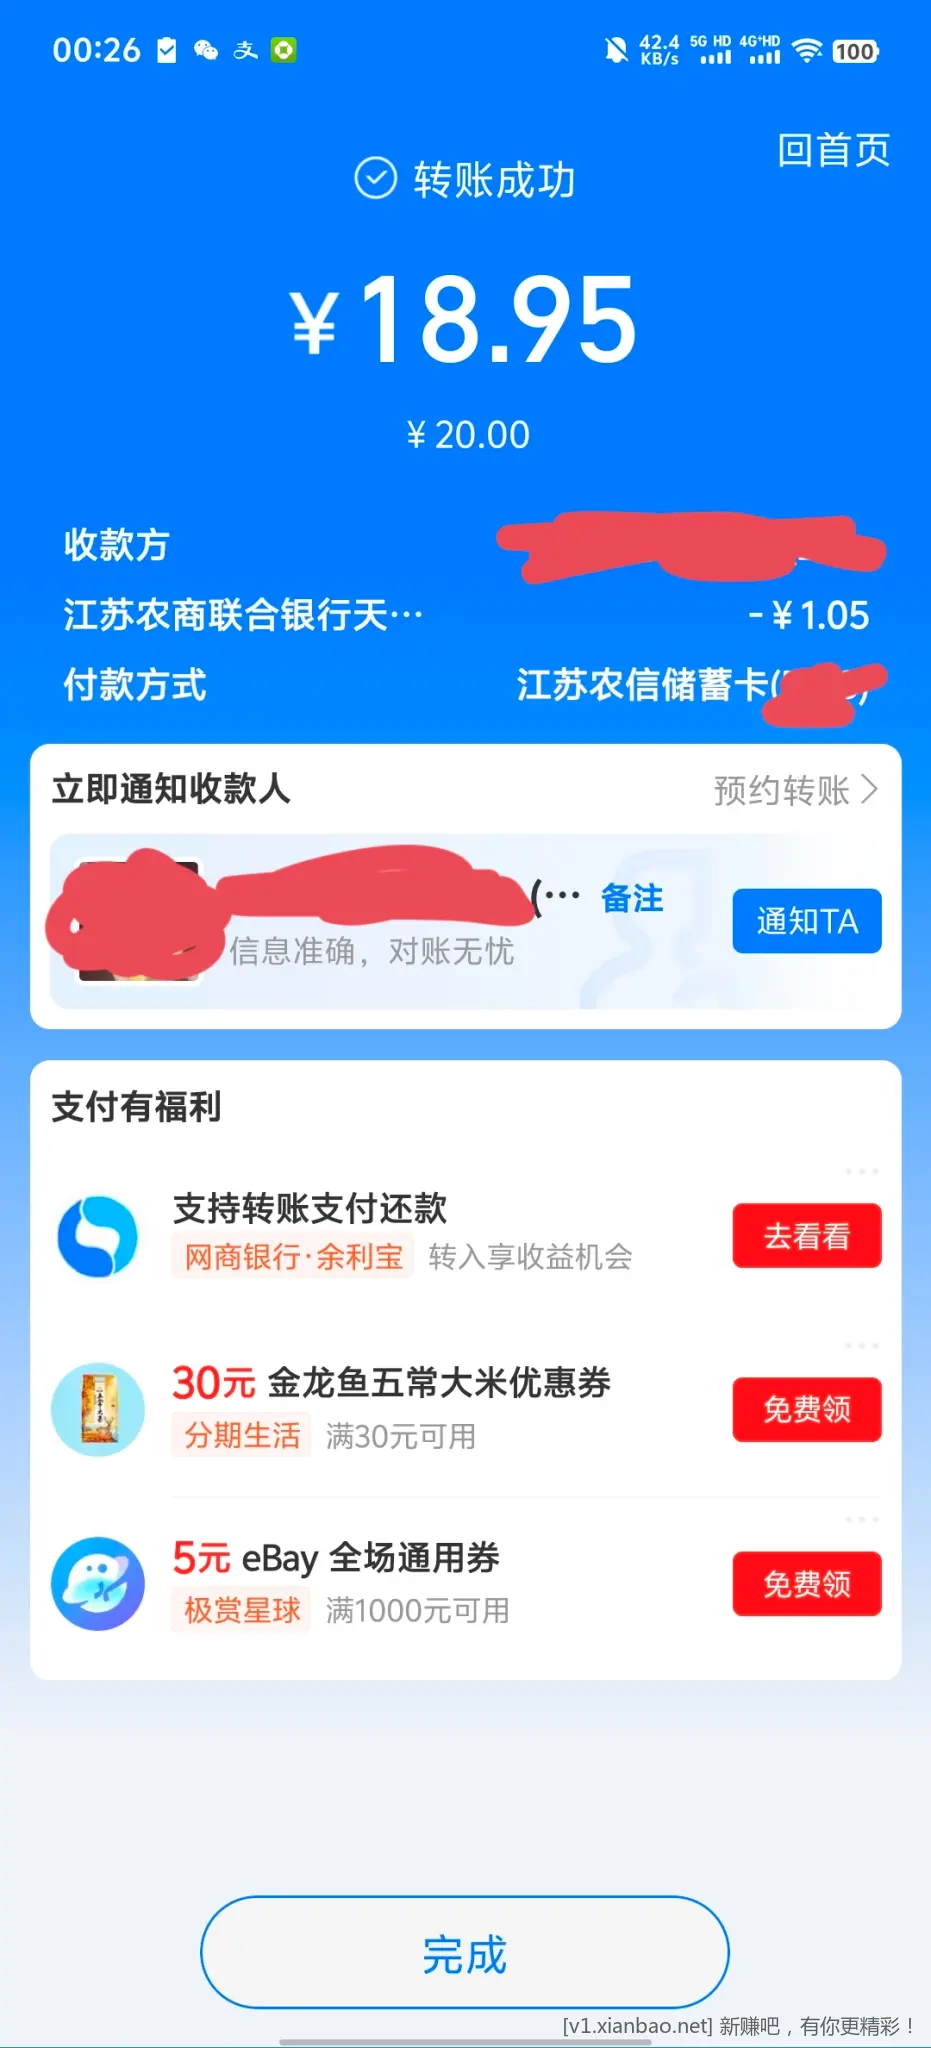 00:26
42.4 KB/s 5G HD 4G+HD 100
回首页
转账成功
¥18.95
¥20.00
收款方
江苏农商联合银行天… -¥1.05
付款方式 江苏农信储蓄卡(
立即通知收款人 预约转账
(… 备注
通知TA
信息准确，对账无忧
支付有福利
支持转账支付还款
网商银行·余利宝 转入享收益机会
去看看
30元 金龙鱼五常大米优惠券
分期生活 满30元可用
免费领
5元 eBay 全场通用券
极赏星球 满1000元可用
免费领
完成
[v1.xianbao.net] 新赚吧，有你更精彩！